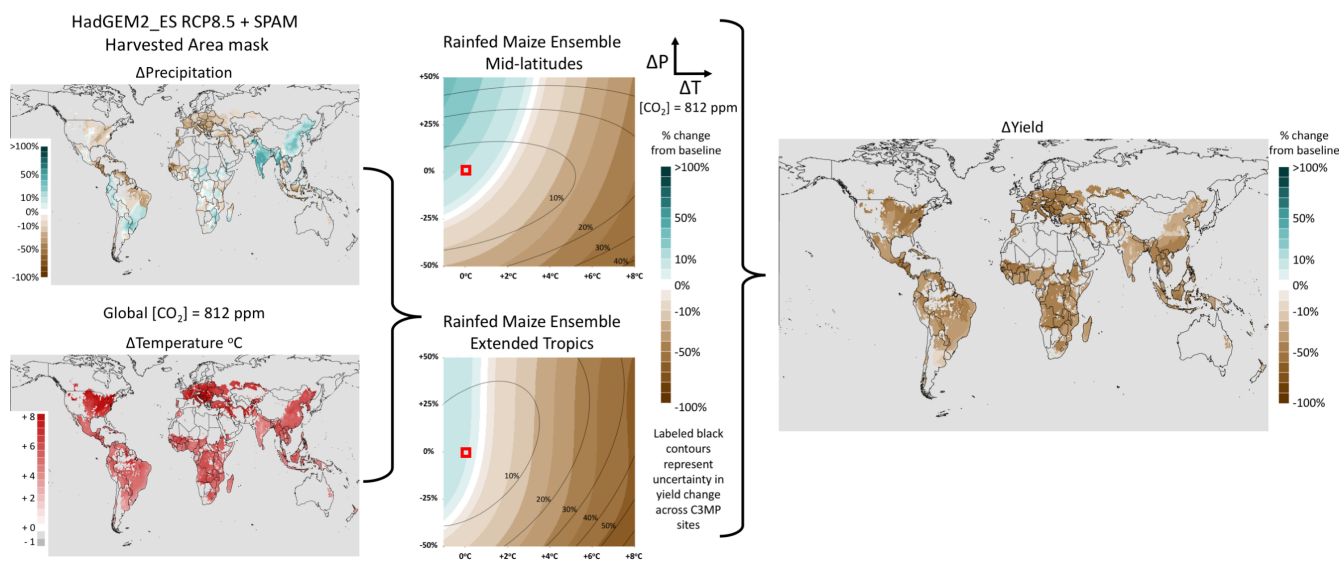 HadGEM2_ES RCP8.5 + SPAM
Harvested Area mask
ΔPrecipitation
>100%
50%
10%
0%
-10%
-50%
-100%
Global [CO₂] = 812 ppm
ΔTemperature ºC
+ 8
+ 6
+ 4
+ 2
+ 0
- 1
Rainfed Maize Ensemble
Mid-latitudes
+50%
+25%
0%
-25%
-50%
0°C
+2°C
+4°C
+6°C
+8°C
10%
20%
30%
40%
Rainfed Maize Ensemble
Extended Tropics
+50%
+25%
0%
-25%
-50%
0°C
+2°C
+4°C
+6°C
+8°C
10%
20%
30%
40%
50%
ΔP
ΔT
[CO₂] = 812 ppm
% change
from baseline
>100%
50%
10%
0%
-10%
-50%
-100%
Labeled black
contours
represent
uncertainty in
yield change
across C3MP
sites
ΔYield
% change
from baseline
>100%
50%
10%
0%
-10%
-50%
-100%